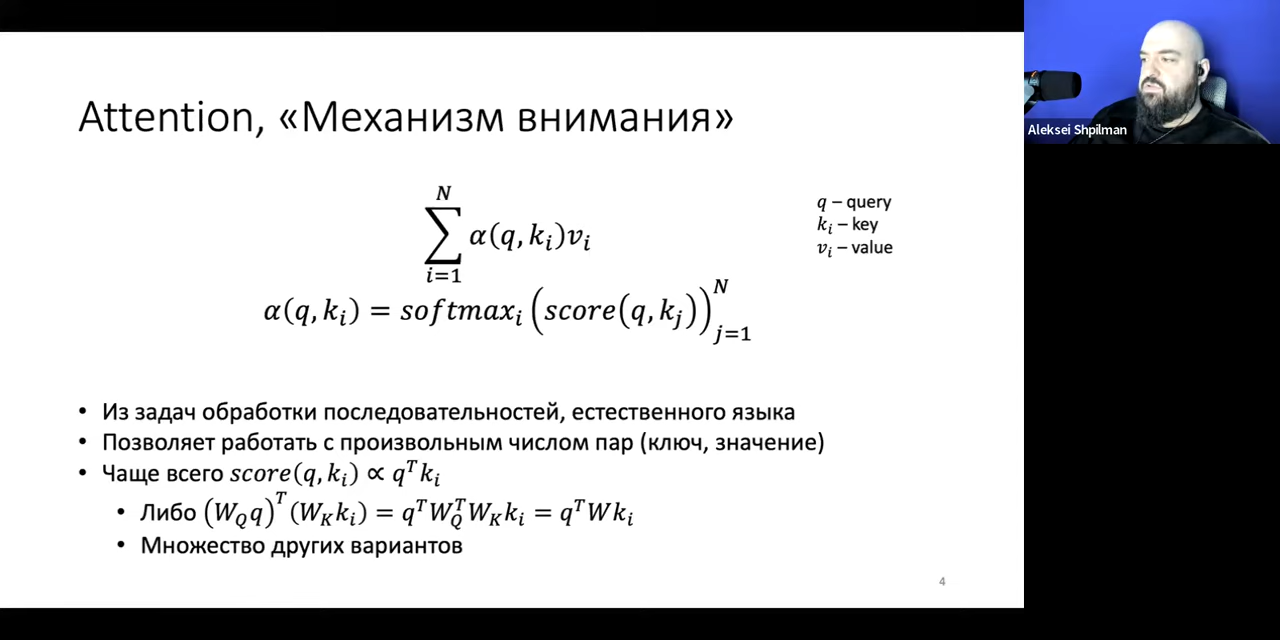 Attention, «Механизм внимания»
N
∑ α(q, kᵢ)vᵢ
i=1
α(q, kᵢ) = softmaxᵢ (score(q, kⱼ))ᴺⱼ₌₁
q – query
kᵢ – key
vᵢ – value
• Из задач обработки последовательностей, естественного языка
• Позволяет работать с произвольным числом пар (ключ, значение)
• Чаще всего score(q, kᵢ) ∝ qᵀkᵢ
• Либо (W_Q q)ᵀ(W_K kᵢ) = qᵀW_QᵀW_K kᵢ = qᵀWkᵢ
• Множество других вариантов
4
Aleksei Shpilman